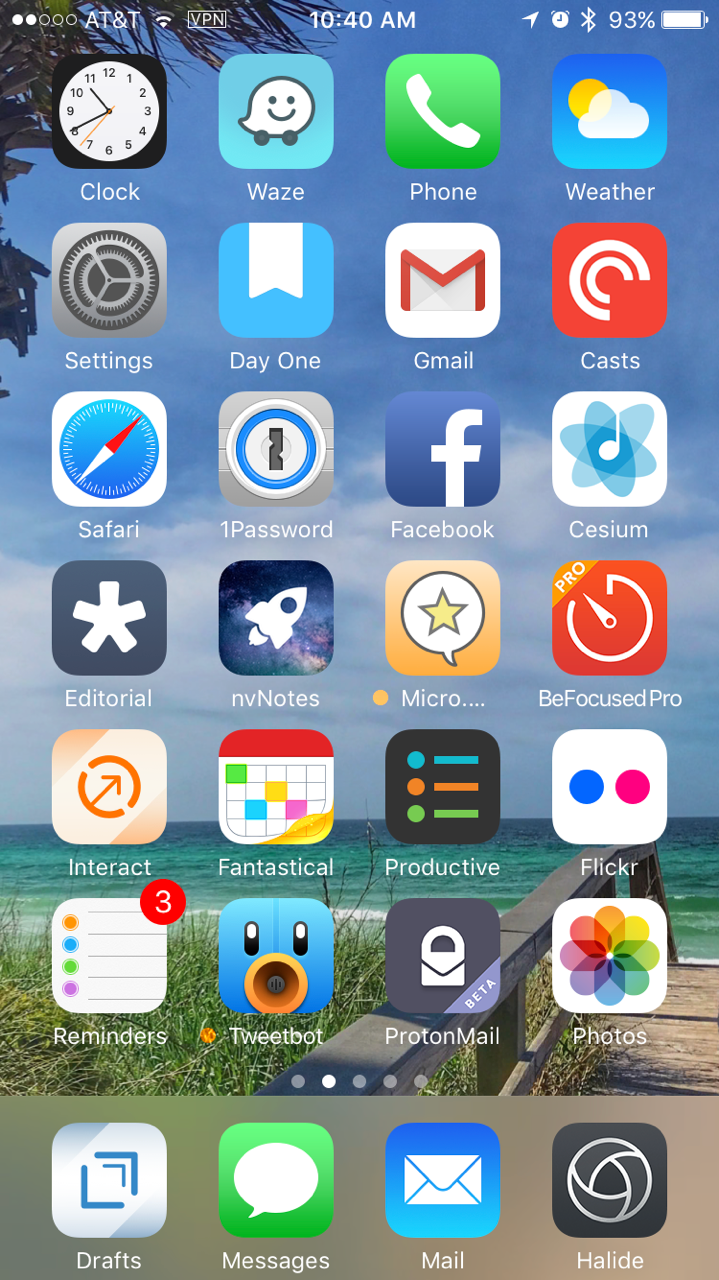 AT&T VPN 10:40 AM 93%
12
11 1
10 2
9 3
8 4
7 5
6
Clock Waze Phone Weather
Settings Day One Gmail Casts
Safari 1Password Facebook Cesium
PRO
Editorial nvNotes Micro.... BeFocusedPro
Interact Fantastical Productive Flickr
3
BETA
Reminders Tweetbot ProtonMail Photos
Drafts Messages Mail Halide